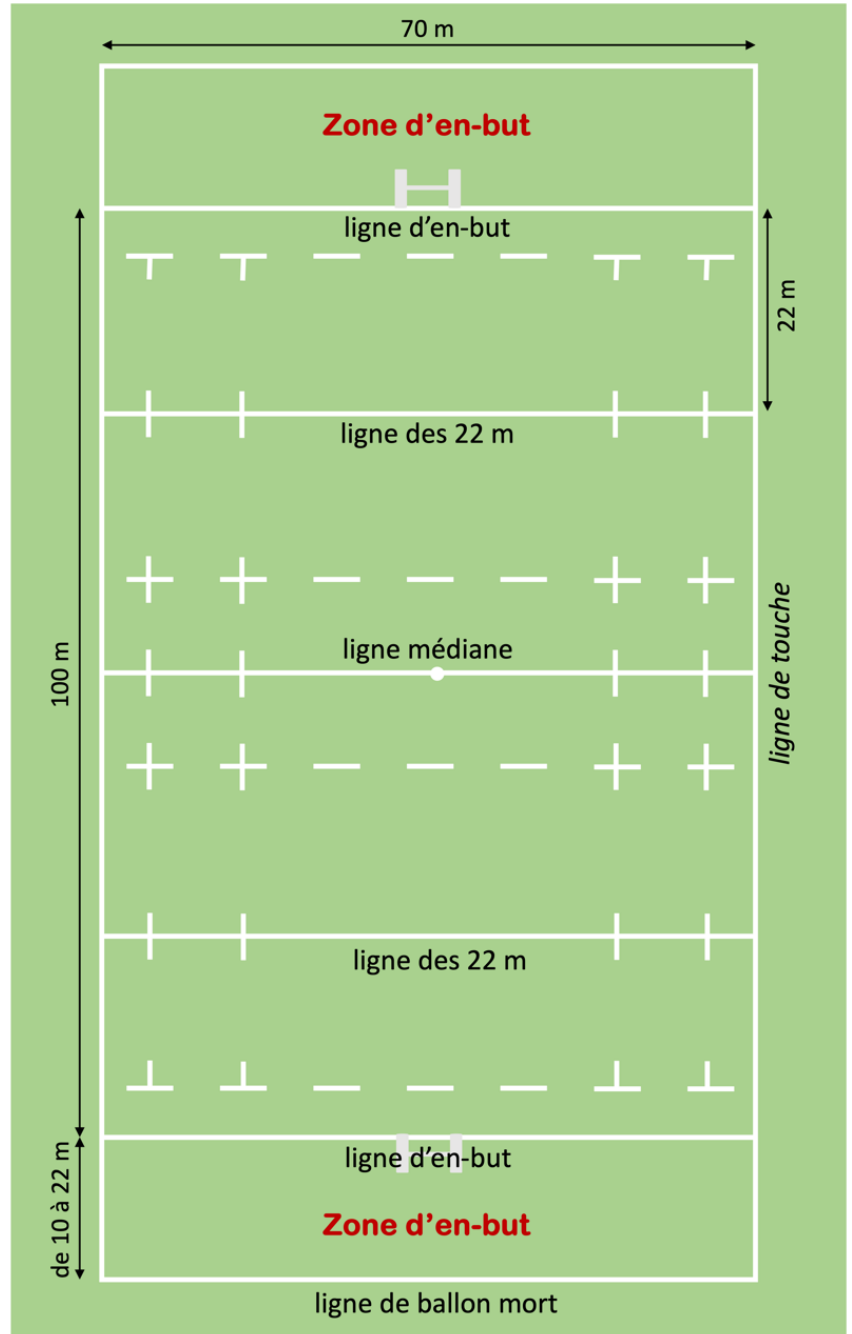 70 m
Zone d’en-but
ligne d’en-but
22 m
ligne des 22 m
ligne de touche
ligne médiane
100 m
ligne des 22 m
ligne d’en-but
de 10 à 22 m
Zone d’en-but
ligne de ballon mort